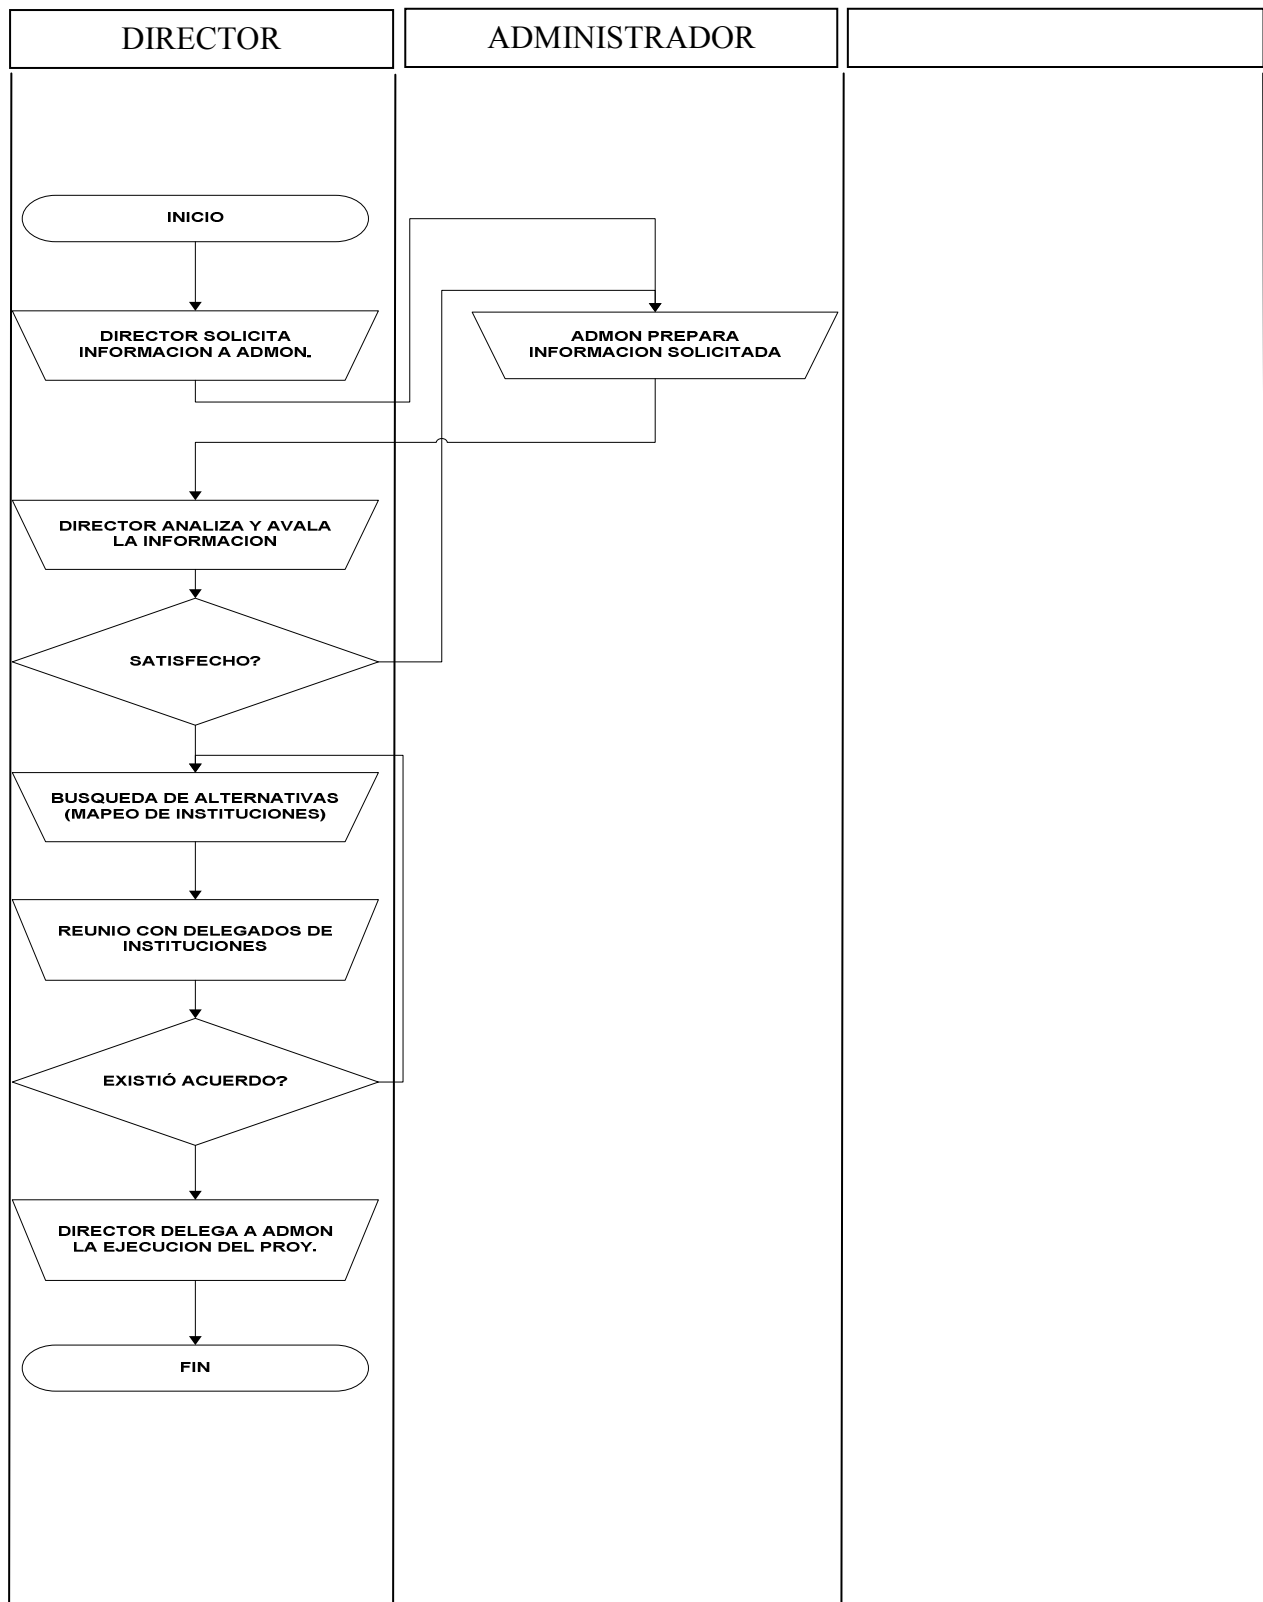 DIRECTOR
ADMINISTRADOR
INICIO
DIRECTOR SOLICITA
INFORMACION A ADMON.
ADMON PREPARA
INFORMACION SOLICITADA
DIRECTOR ANALIZA Y AVALA
LA INFORMACION
SATISFECHO?
BUSQUEDA DE ALTERNATIVAS
(MAPEO DE INSTITUCIONES)
REUNIO CON DELEGADOS DE
INSTITUCIONES
EXISTIÓ ACUERDO?
DIRECTOR DELEGA A ADMON
LA EJECUCION DEL PROY.
FIN